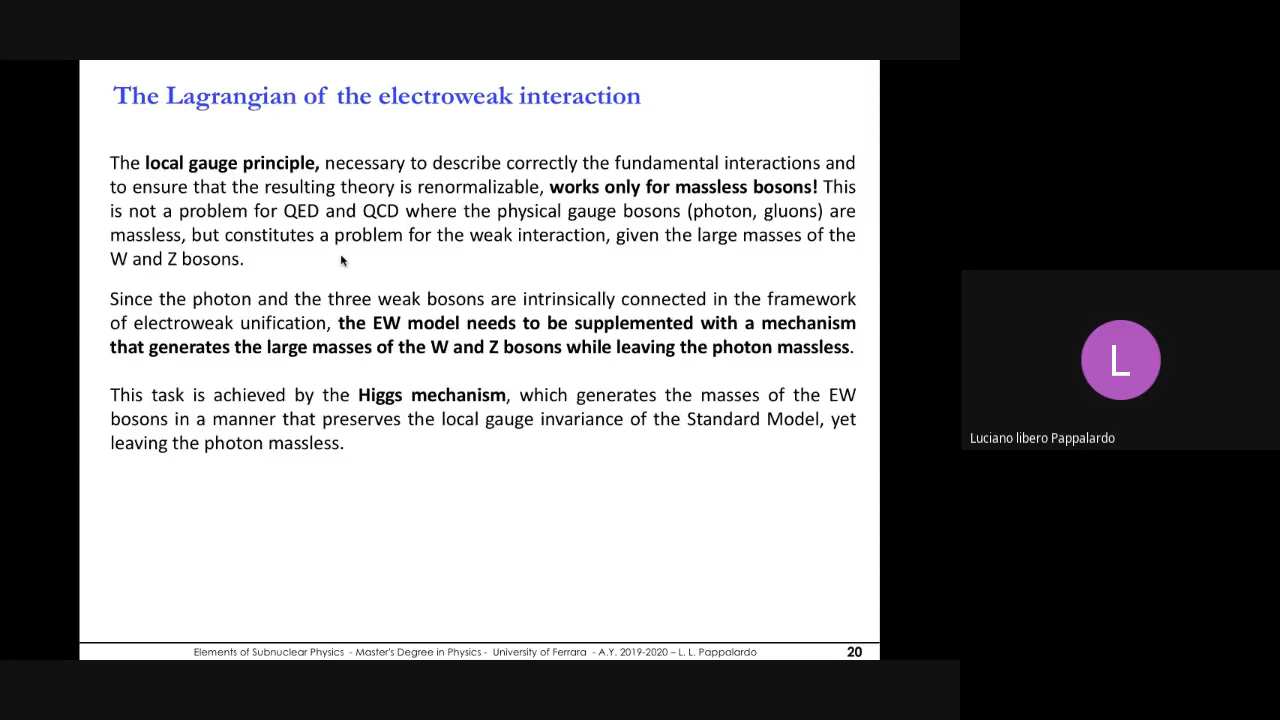 The Lagrangian of the electroweak interaction
The local gauge principle, necessary to describe correctly the fundamental interactions and
to ensure that the resulting theory is renormalizable, works only for massless bosons! This
is not a problem for QED and QCD where the physical gauge bosons (photon, gluons) are
massless, but constitutes a problem for the weak interaction, given the large masses of the
W and Z bosons.
Since the photon and the three weak bosons are intrinsically connected in the framework
of electroweak unification, the EW model needs to be supplemented with a mechanism
that generates the large masses of the W and Z bosons while leaving the photon massless.
This task is achieved by the Higgs mechanism, which generates the masses of the EW
bosons in a manner that preserves the local gauge invariance of the Standard Model, yet
leaving the photon massless.
Elements of Subnuclear Physics - Master's Degree in Physics - University of Ferrara - A.Y. 2019-2020 – L. L. Pappalardo
20
L
Luciano libero Pappalardo